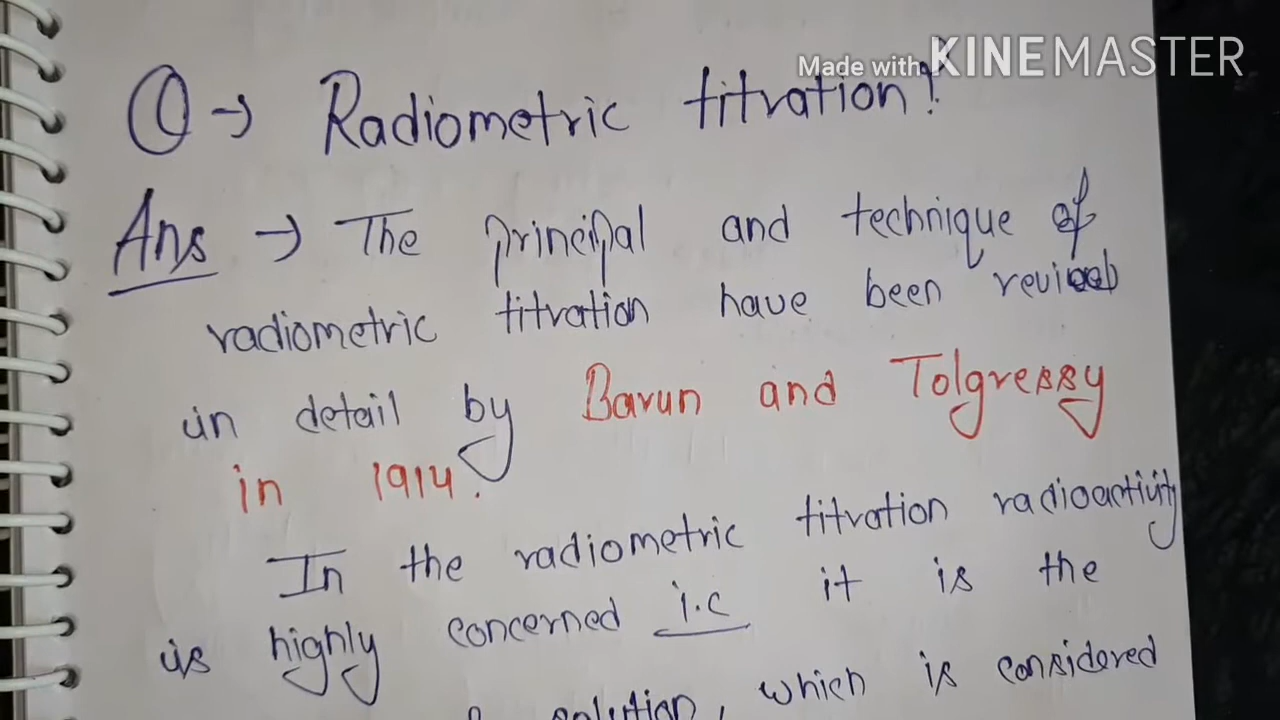 Made with KINEMASTER
Q → Radiometric titration?
Ans → The principal and technique of
radiometric titration have been
in detail by Barun and Tolgressy
in 1914.
In the radiometric titration radioactivity
is highly concerned i.c it is the
solution, which is considered